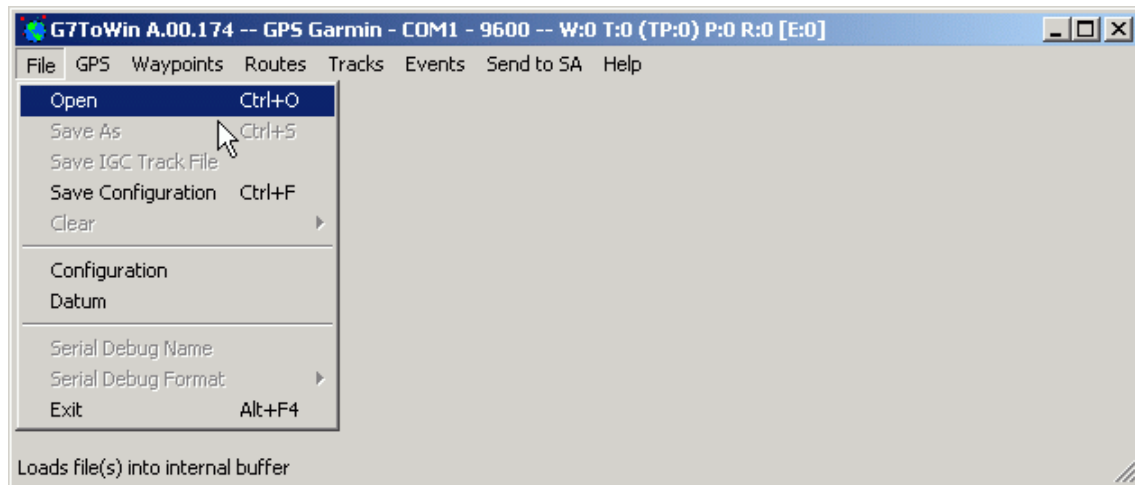 G7ToWin A.00.174 -- GPS Garmin - COM1 - 9600 -- W:0 T:0 (TP:0) P:0 R:0 [E:0]
File GPS Waypoints Routes Tracks Events Send to SA Help
Open Ctrl+O
Save As Ctrl+S
Save IGC Track File
Save Configuration Ctrl+F
Clear
Configuration
Datum
Serial Debug Name
Serial Debug Format
Exit Alt+F4
Loads file(s) into internal buffer